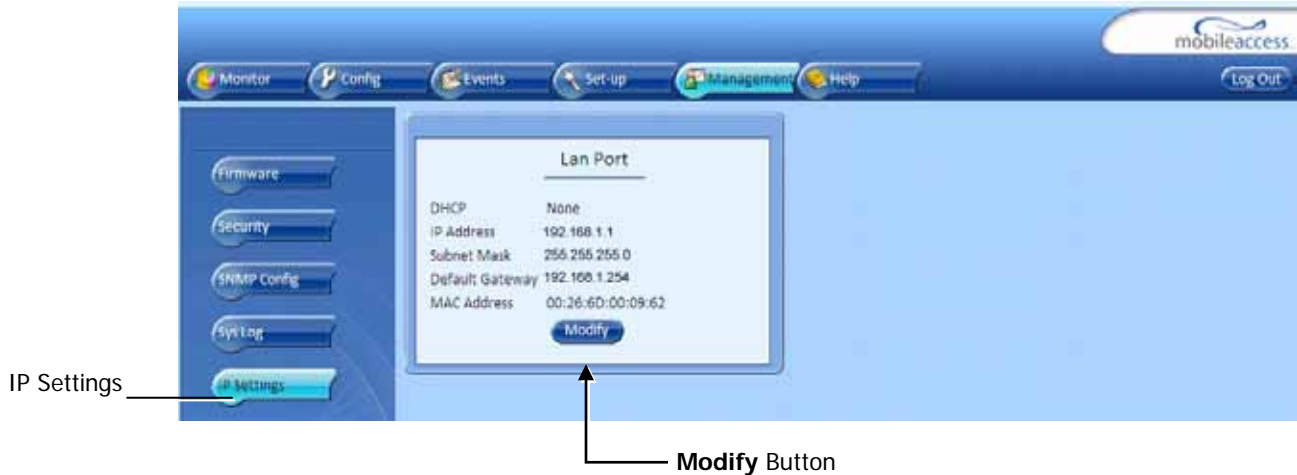 mobileaccess
Monitor Config Events Set-up Management Help Log Out
Lan Port
Firmware
DHCP None
Security
IP Address 192.168.1.1
Subnet Mask 255.255.255.0
SNMP Config
Default Gateway 192.168.1.254
MAC Address 00:26:6D:00:09:62
Sys Log
Modify
IP Settings
IP Settings
Modify Button